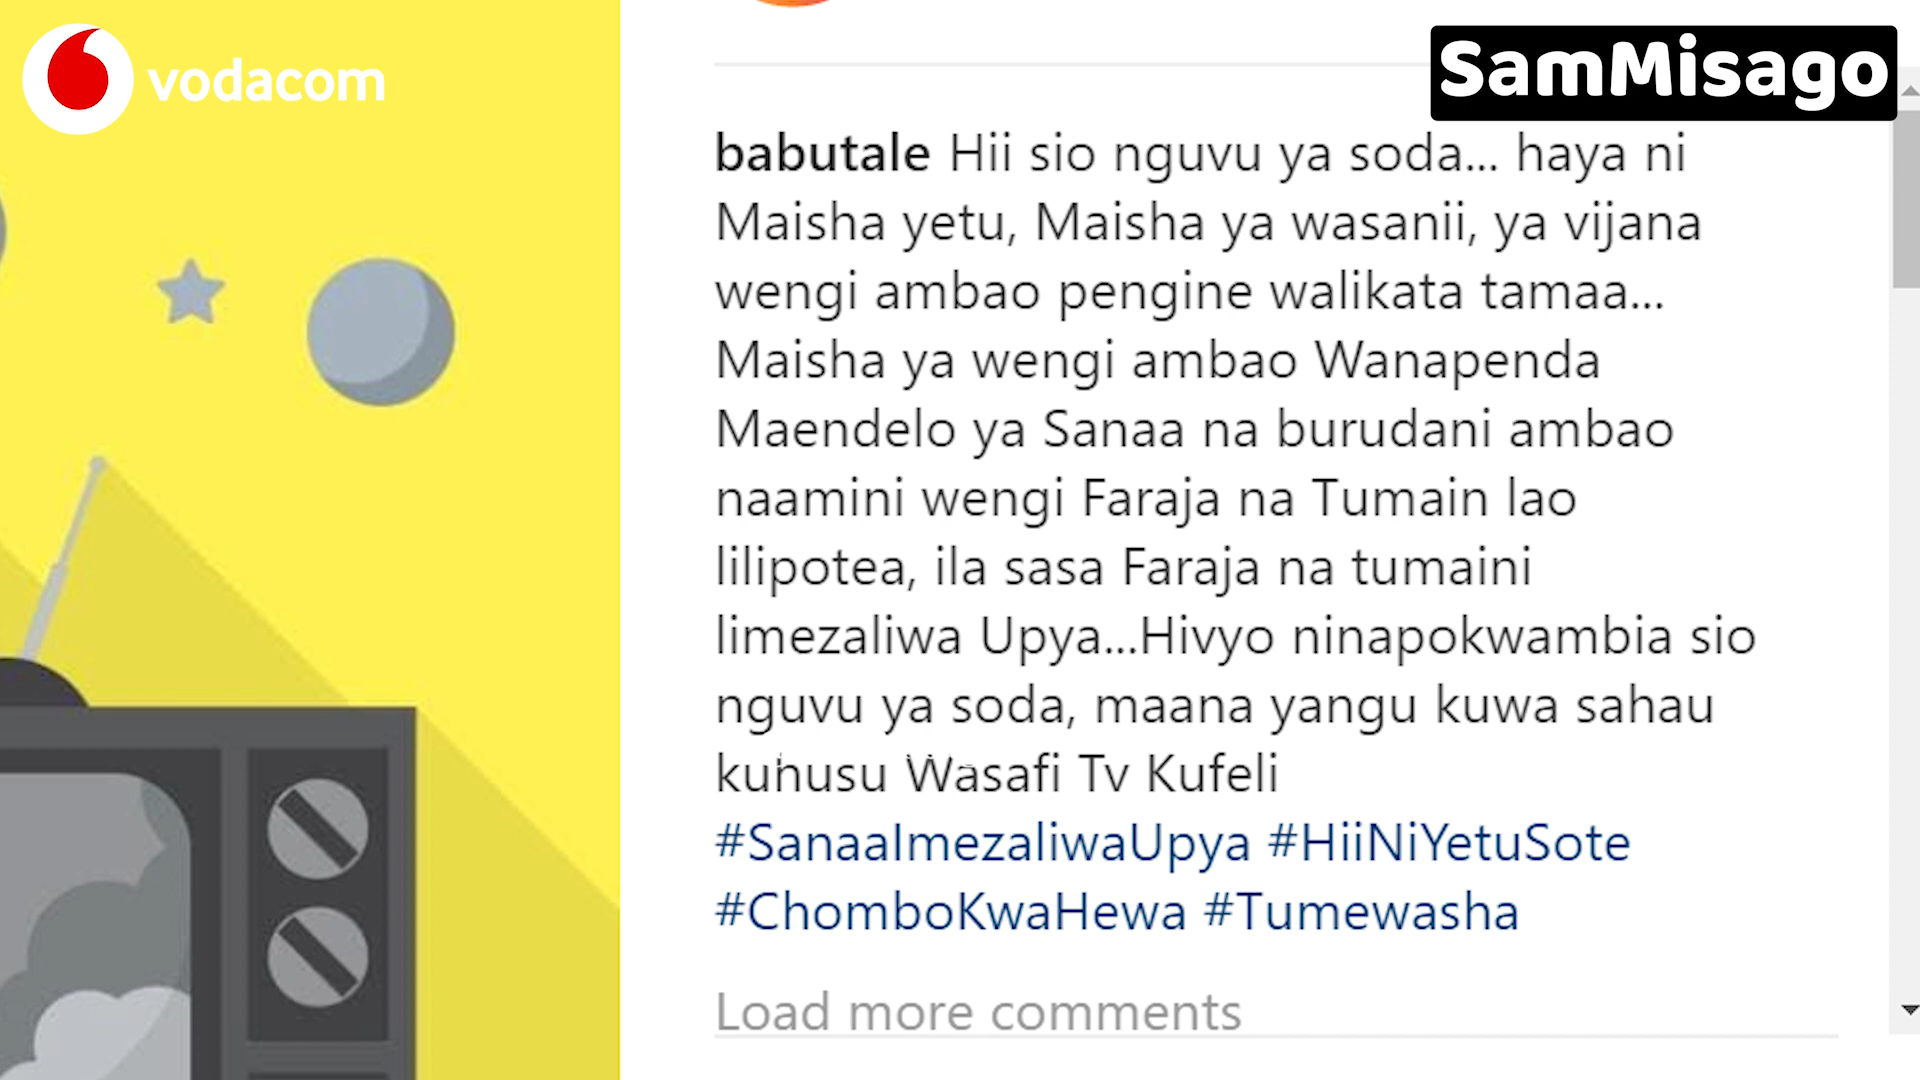 vodacom
SamMisago
babutale Hii sio nguvu ya soda... haya ni
Maisha yetu, Maisha ya wasanii, ya vijana
wengi ambao pengine walikata tamaa...
Maisha ya wengi ambao Wanapenda
Maendelo ya Sanaa na burudani ambao
naamini wengi Faraja na Tumain lao
lilipotea, ila sasa Faraja na tumaini
limezaliwa Upya...Hivyo ninapokwambia sio
nguvu ya soda, maana yangu kuwa sahau
kuhusu Wasafi Tv Kufeli
#SanaaImezaliwaUpya #HiiNiYetuSote
#ChomboKwaHewa #Tumewasha
Load more comments